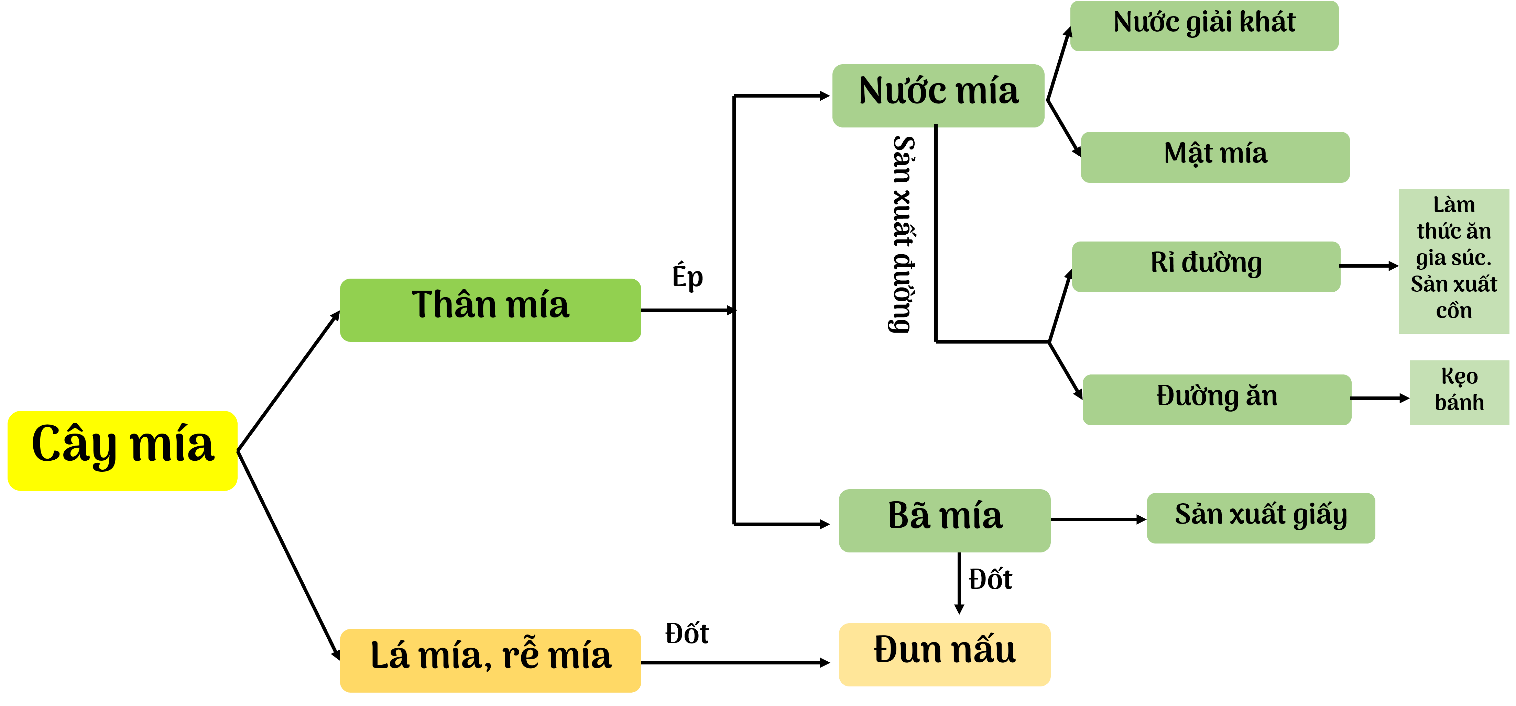 Nước giải khát
Nước mía
Mật mía
Sản xuất đường
Làm
thức ăn
gia súc.
Sản xuất
cồn
Rỉ đường
Ép
Thân mía
Kẹo
bánh
Đường ăn
Cây mía
Bã mía
Sản xuất giấy
Đốt
Đốt
Lá mía, rễ mía
Đun nấu